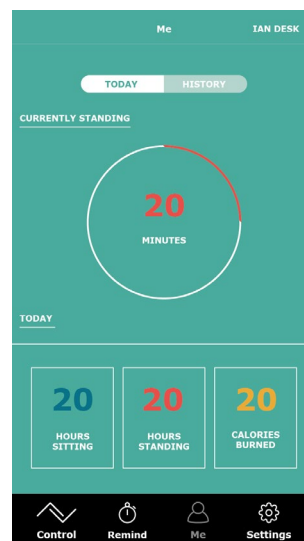 Me
IAN DESK
TODAY
HISTORY
CURRENTLY STANDING
20
MINUTES
TODAY
20
HOURS
SITTING
20
HOURS
STANDING
20
CALORIES
BURNED
Control
Remind
Me
Settings